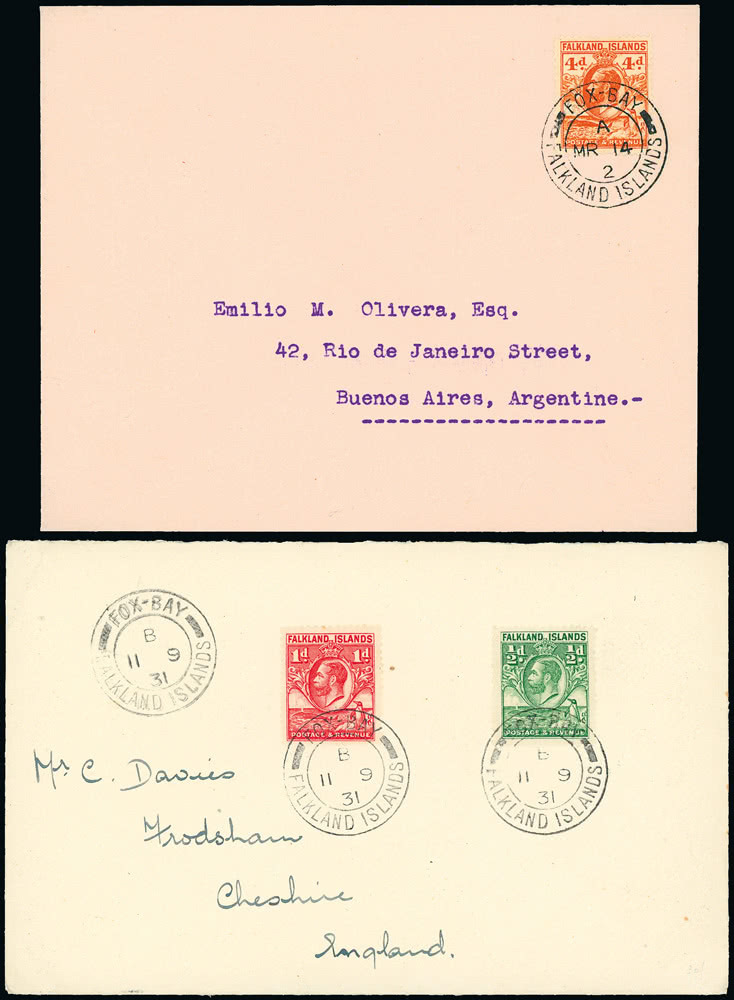 FALKLAND ISLANDS
4d. 4d.
POSTAGE & REVENUE
FOX-BAY
A
MR 14
2
FALKLAND ISLANDS
Emilio M. Olivera, Esq.
42, Rio de Janeiro Street,
Buenos Aires, Argentine.-
FOX-BAY
B
11 9
31
FALKLAND ISLANDS
FALKLAND ISLANDS
1d 1d
POSTAGE & REVENUE
FOX-BAY
B
11 9
31
FALKLAND ISLANDS
FALKLAND ISLANDS
½d ½d
POSTAGE & REVENUE
B
11 9
31
FALKLAND ISLANDS
Mr C. Davies
Frodsham
Cheshire
England.